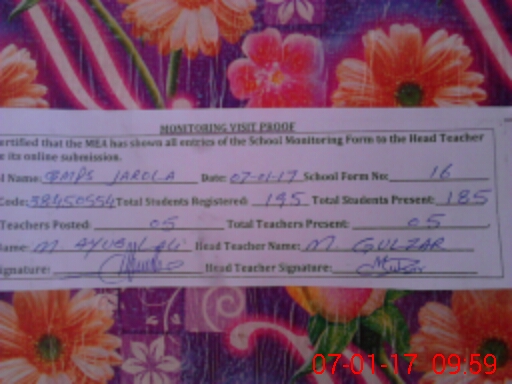 MONITORING VISIT PROOF
ertified that the MEA has shown all entries of the School Monitoring Form to the Head Teacher
e its online submission.
l Name: GMPS JAROLA Date: 07-01-17 School Form No: 16
Code: 38450554 Total Students Registered: 195 Total Students Present: 185
Teachers Posted: 05 Total Teachers Present: 05
ame: M. AYUB Head Teacher Name: M. GULZAR
ignature: Head Teacher Signature:
07-01-17 09:59